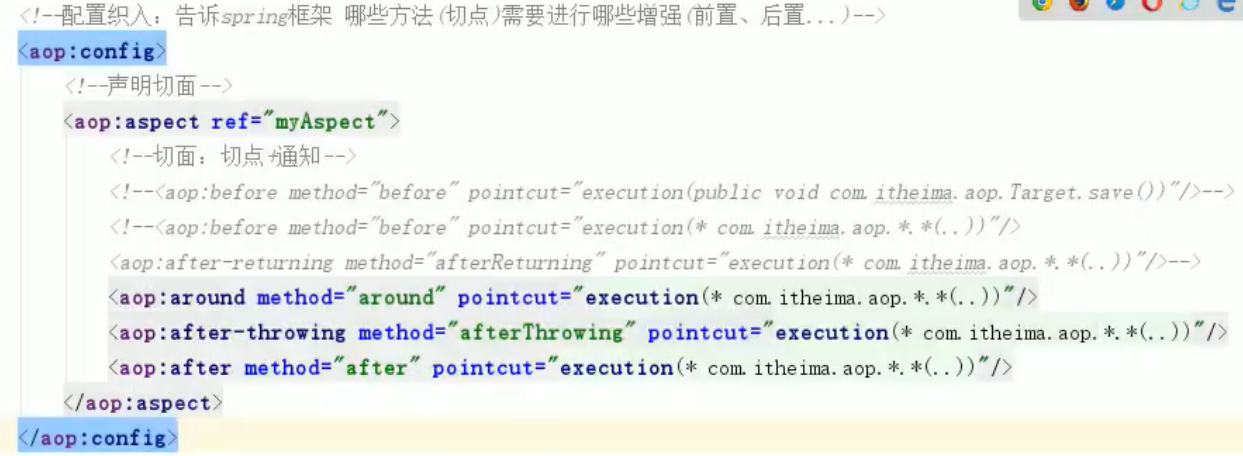 <!--配置织入：告诉spring框架 哪些方法(切点)需要进行哪些增强(前置、后置...)-->
<aop:config>
<!--声明切面-->
<aop:aspect ref="myAspect">
<!--切面：切点+通知-->
<!--<aop:before method="before" pointcut="execution(public void com.itheima.aop.Target.save())"/>-->
<!--<aop:before method="before" pointcut="execution(* com.itheima.aop.*.*(..))"/>
<aop:after-returning method="afterReturning" pointcut="execution(* com.itheima.aop.*.*(..))"/>-->
<aop:around method="around" pointcut="execution(* com.itheima.aop.*.*(..))"/>
<aop:after-throwing method="afterThrowing" pointcut="execution(* com.itheima.aop.*.*(..))"/>
<aop:after method="after" pointcut="execution(* com.itheima.aop.*.*(..))"/>
</aop:aspect>
</aop:config>